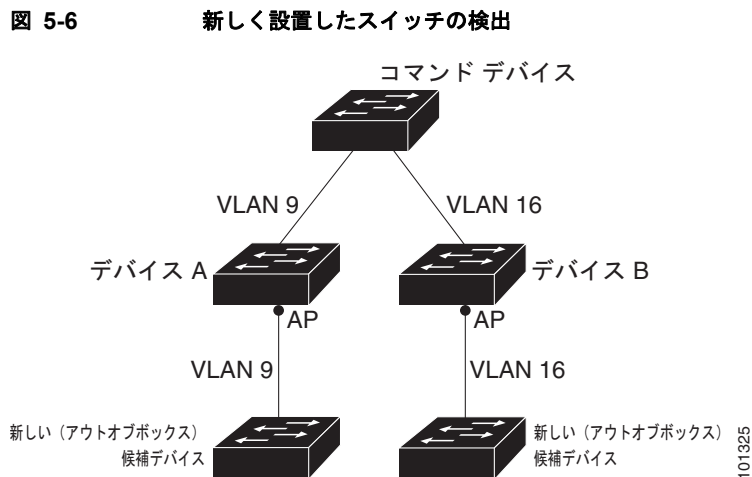 図 5-6 新しく設置したスイッチの検出
コマンド デバイス
VLAN 9
VLAN 16
デバイス A
デバイス B
AP
AP
VLAN 9
VLAN 16
新しい（アウトオブボックス）
候補デバイス
新しい（アウトオブボックス）
候補デバイス
101325